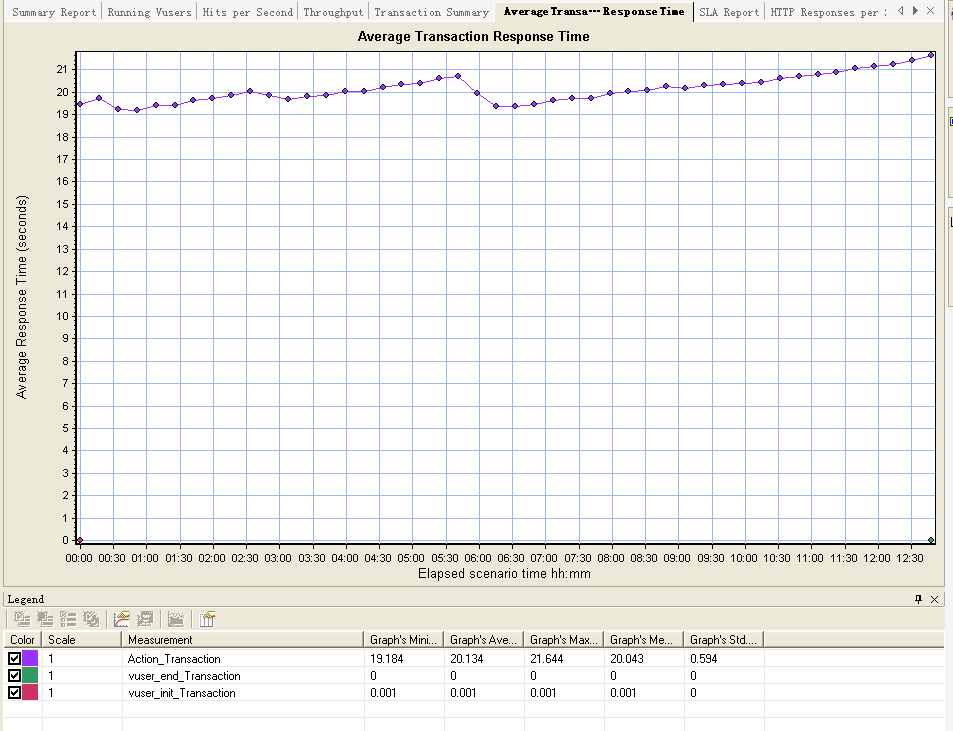 Summary Report Running Vusers Hits per Second Throughput Transaction Summary Average Transa··· Response Time SLA Report HTTP Responses per
Average Transaction Response Time
21
20
19
18
17
16
15
14
13
12
11
10
9
8
7
6
5
4
3
2
1
0
Average Response Time (seconds)
00:00 00:30 01:00 01:30 02:00 02:30 03:00 03:30 04:00 04:30 05:00 05:30 06:00 06:30 07:00 07:30 08:00 08:30 09:00 09:30 10:00 10:30 11:00 11:30 12:00 12:30
Elapsed scenario time hh:mm
Legend
Color Scale Measurement Graph's Mini... Graph's Ave... Graph's Max... Graph's Me... Graph's Std....
1 Action_Transaction 19.184 20.134 21.644 20.043 0.594
1 vuser_end_Transaction 0 0 0 0 0
1 vuser_init_Transaction 0.001 0.001 0.001 0.001 0